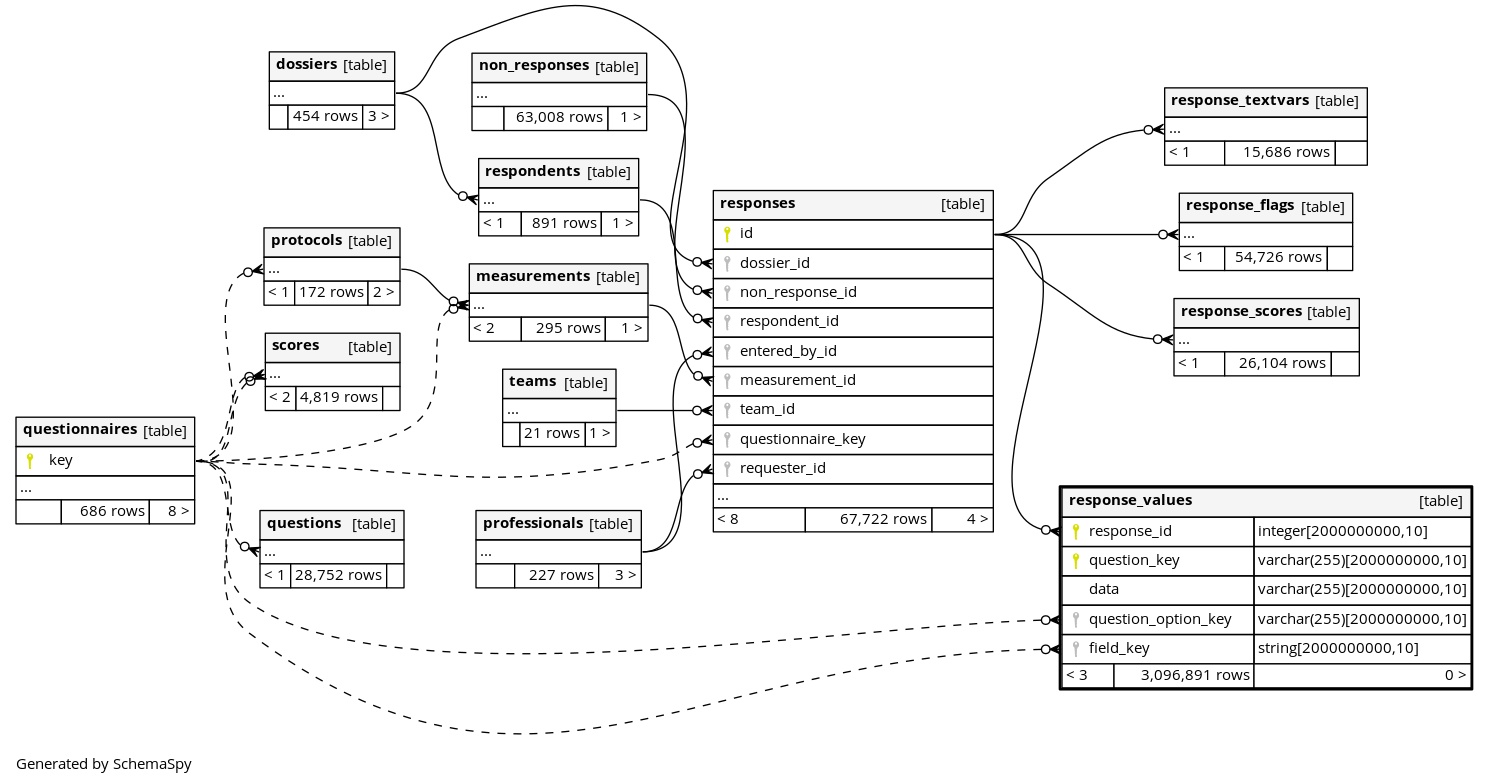 dossiers [table]
...
454 rows 3 >
non_responses [table]
...
63,008 rows 1 >
respondents [table]
...
< 1 891 rows 1 >
protocols [table]
...
< 1 172 rows 2 >
measurements [table]
...
< 2 295 rows 1 >
scores [table]
...
< 2 4,819 rows
teams [table]
...
21 rows 1 >
questionnaires [table]
key
...
686 rows 8 >
questions [table]
...
< 1 28,752 rows
professionals [table]
...
227 rows 3 >
responses [table]
id
dossier_id
non_response_id
respondent_id
entered_by_id
measurement_id
team_id
questionnaire_key
requester_id
...
< 8 67,722 rows 4 >
response_textvars [table]
...
< 1 15,686 rows
response_flags [table]
...
< 1 54,726 rows
response_scores [table]
...
< 1 26,104 rows
response_values [table]
response_id integer[2000000000,10]
question_key varchar(255)[2000000000,10]
data varchar(255)[2000000000,10]
question_option_key varchar(255)[2000000000,10]
field_key string[2000000000,10]
< 3 3,096,891 rows 0 >
Generated by SchemaSpy